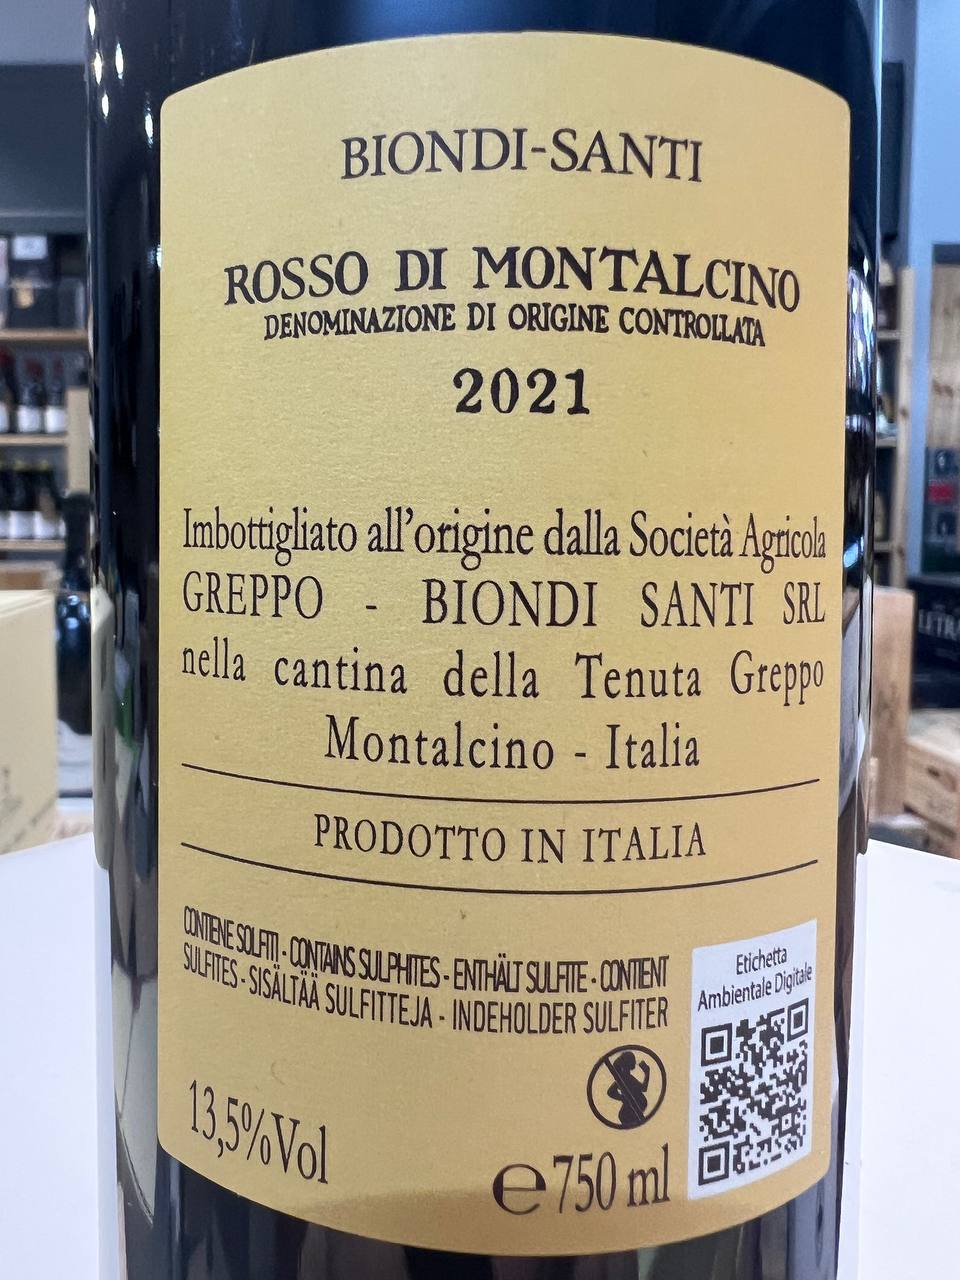 BIONDI-SANTI
ROSSO DI MONTALCINO
DENOMINAZIONE DI ORIGINE CONTROLLATA
2021
Imbottigliato all'origine dalla Società Agricola
GREPPO - BIONDI SANTI SRL
nella cantina della Tenuta Greppo
Montalcino - Italia
PRODOTTO IN ITALIA
CONTIENE SOLFITI - CONTAINS SULPHITES - ENTHÄLT SULFITE - CONTIENT
SULFITES - SISÄLTÄÄ SULFITTEJA - INDEHOLDER SULFITER
Etichetta
Ambientale Digitale
13,5%Vol
℮750 ml